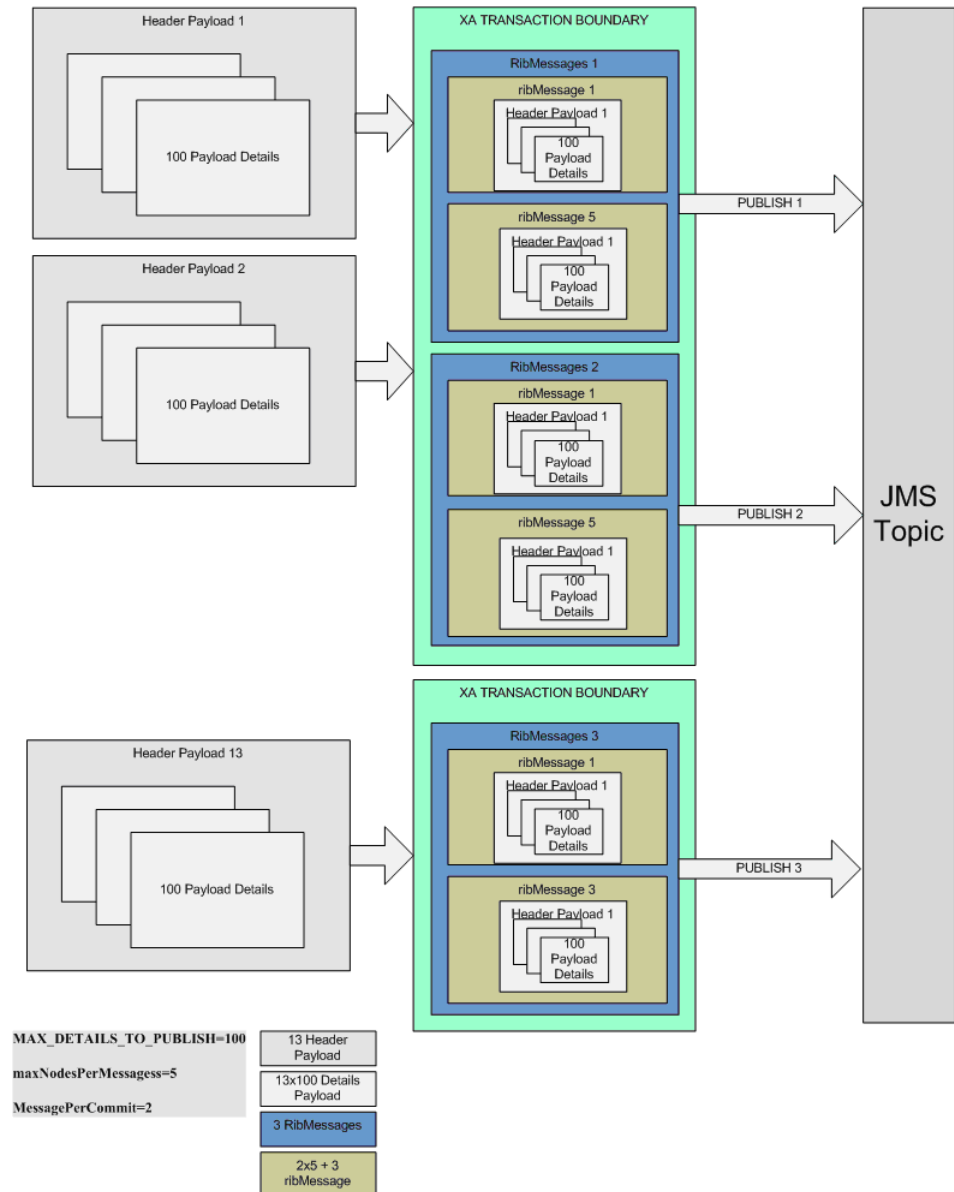 Header Payload 1
100 Payload Details
Header Payload 2
100 Payload Details
XA TRANSACTION BOUNDARY
RibMessages 1
ribMessage 1
Header Payload 1
100
Payload
Details
ribMessage 5
Header Payload 1
100
Payload
Details
PUBLISH 1
RibMessages 2
ribMessage 1
Header Payload 1
100
Payload
Details
ribMessage 5
Header Payload 1
100
Payload
Details
PUBLISH 2
JMS
Topic
Header Payload 13
100 Payload Details
XA TRANSACTION BOUNDARY
RibMessages 3
ribMessage 1
Header Payload 1
100
Payload
Details
ribMessage 3
Header Payload 1
100
Payload
Details
PUBLISH 3
MAX_DETAILS_TO_PUBLISH=100
maxNodesPerMessagess=5
MessagePerCommit=2
13 Header
Payload
13x100 Details
Payload
3 RibMessages
2x5 + 3
ribMessage